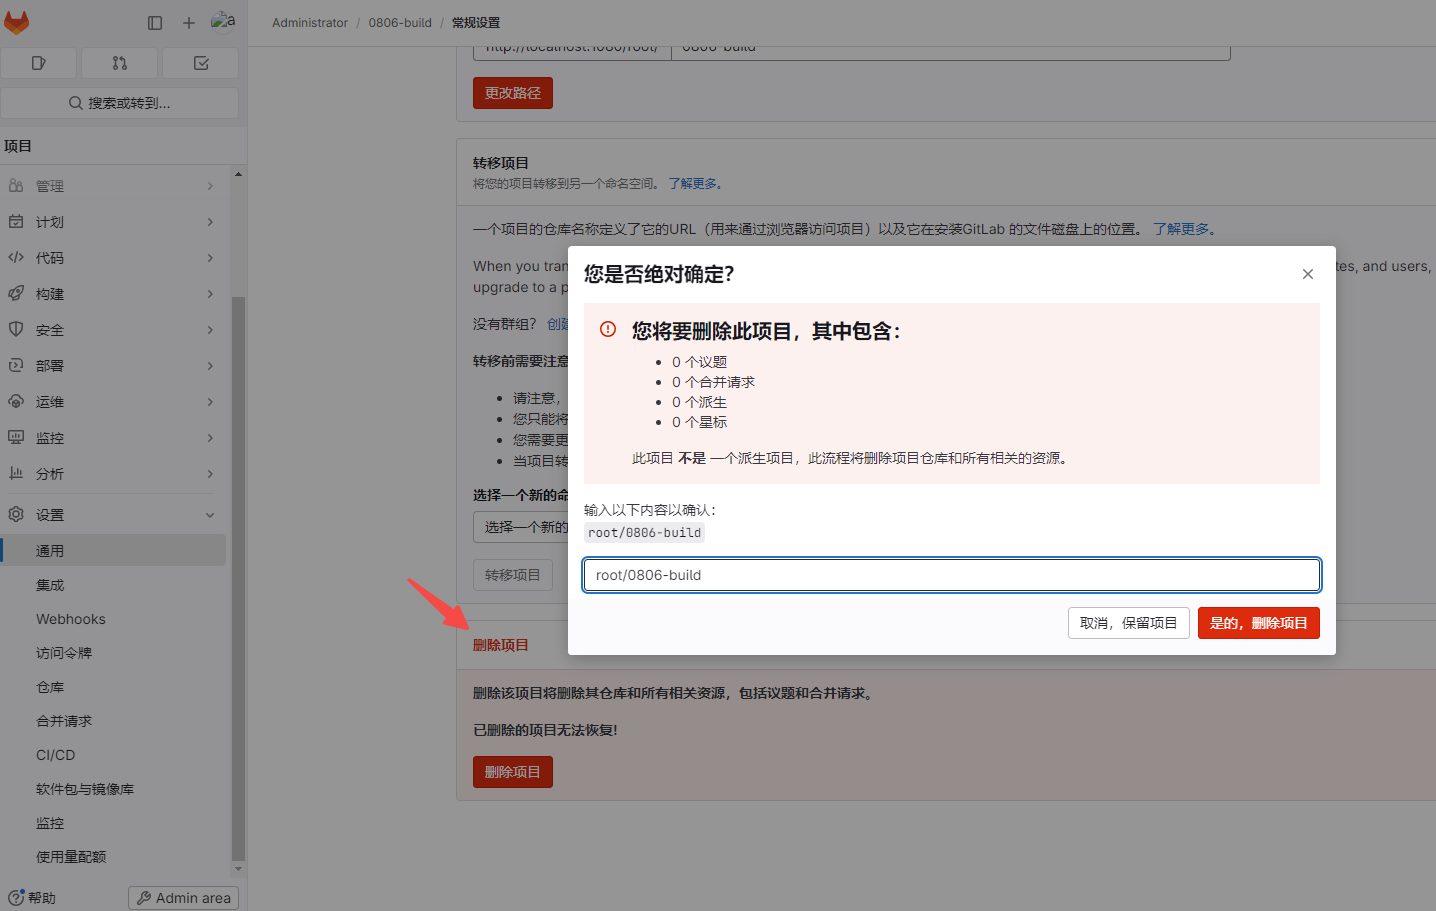 Administrator / 0806-build / 常规设置
搜索或转到...
项目
管理
计划
代码
构建
安全
部署
运维
监控
分析
设置
通用
集成
Webhooks
访问令牌
仓库
合并请求
CI/CD
软件包与镜像库
监控
使用量配额
帮助
Admin area
http://localhost:1080/root/
0806-build
更改路径
转移项目
将您的项目转移到另一个命名空间。 了解更多。
一个项目的仓库名称定义了它的URL（用来通过浏览器访问项目）以及它在安装GitLab 的文件磁盘上的位置。 了解更多。
When you tran
tes, and users,
upgrade to a p
没有群组？ 创建
转移前需要注意
请注意，
您只能将
您需要更
当项目转
选择一个新的命
选择一个新的
转移项目
删除项目
删除该项目将删除其仓库和所有相关资源，包括议题和合并请求。
已删除的项目无法恢复!
删除项目
您是否绝对确定？
您将要删除此项目，其中包含：
0 个议题
0 个合并请求
0 个派生
0 个星标
此项目 不是 一个派生项目，此流程将删除项目仓库和所有相关的资源。
输入以下内容以确认：
root/0806-build
root/0806-build
取消，保留项目
是的，删除项目